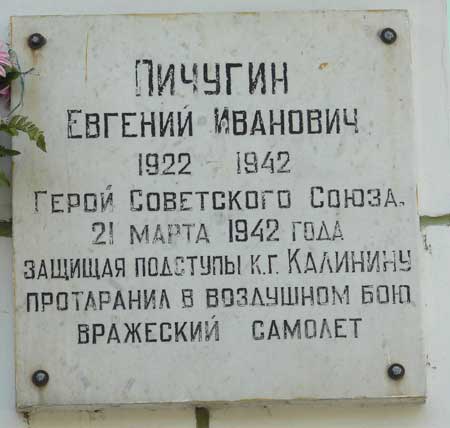 Пичугин
Евгений Иванович
1922 - 1942
Герой Советского Союза.
21 марта 1942 года
защищая подступы к.г. Калинину
протаранил в воздушном бою
вражеский самолет